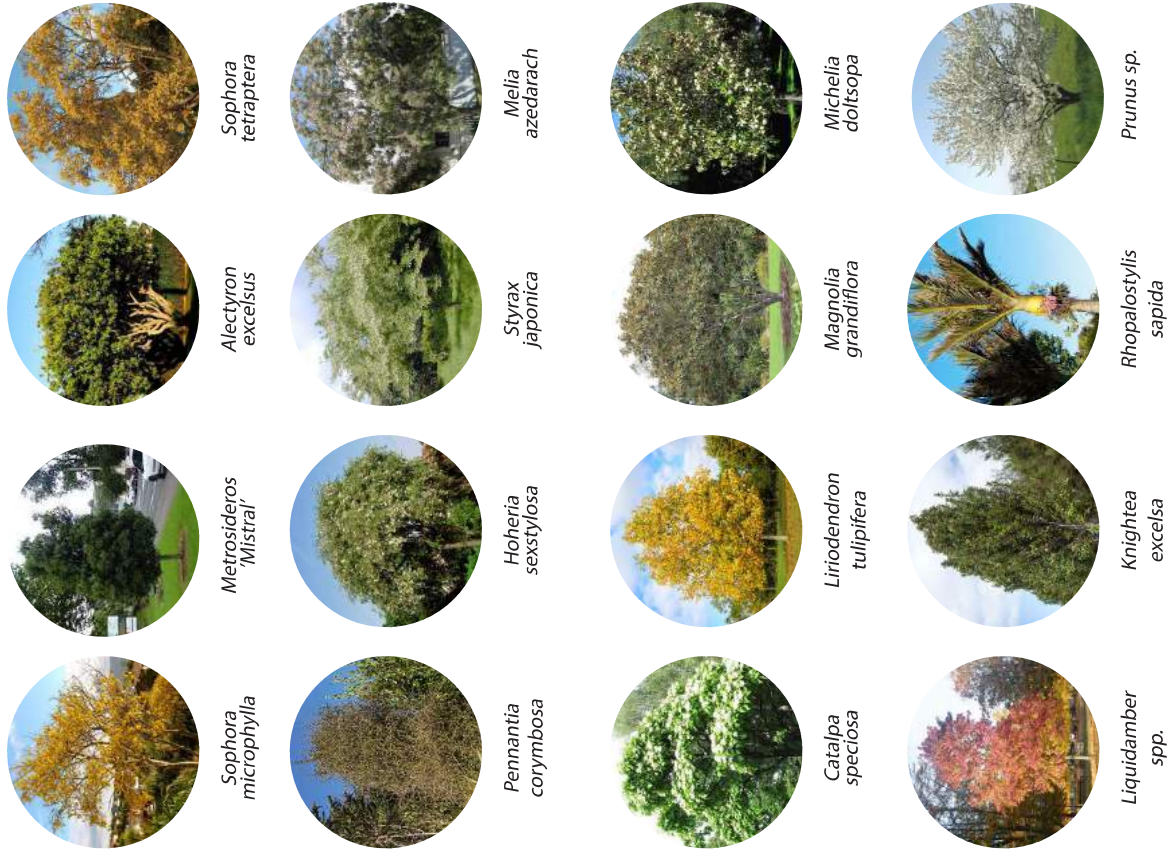 Sophora
microphylla
Metrosideros
'Mistral'
Alectyron
excelsus
Sophora
tetraptera
Pennantia
corymbosa
Hoheria
sexstylosa
Styrax
japonica
Melia
azedarach
Catalpa
speciosa
Liriodendron
tulipifera
Magnolia
grandiflora
Michelia
doltsopa
Liquidamber
spp.
Knightea
excelsa
Rhopalostylis
sapida
Prunus sp.